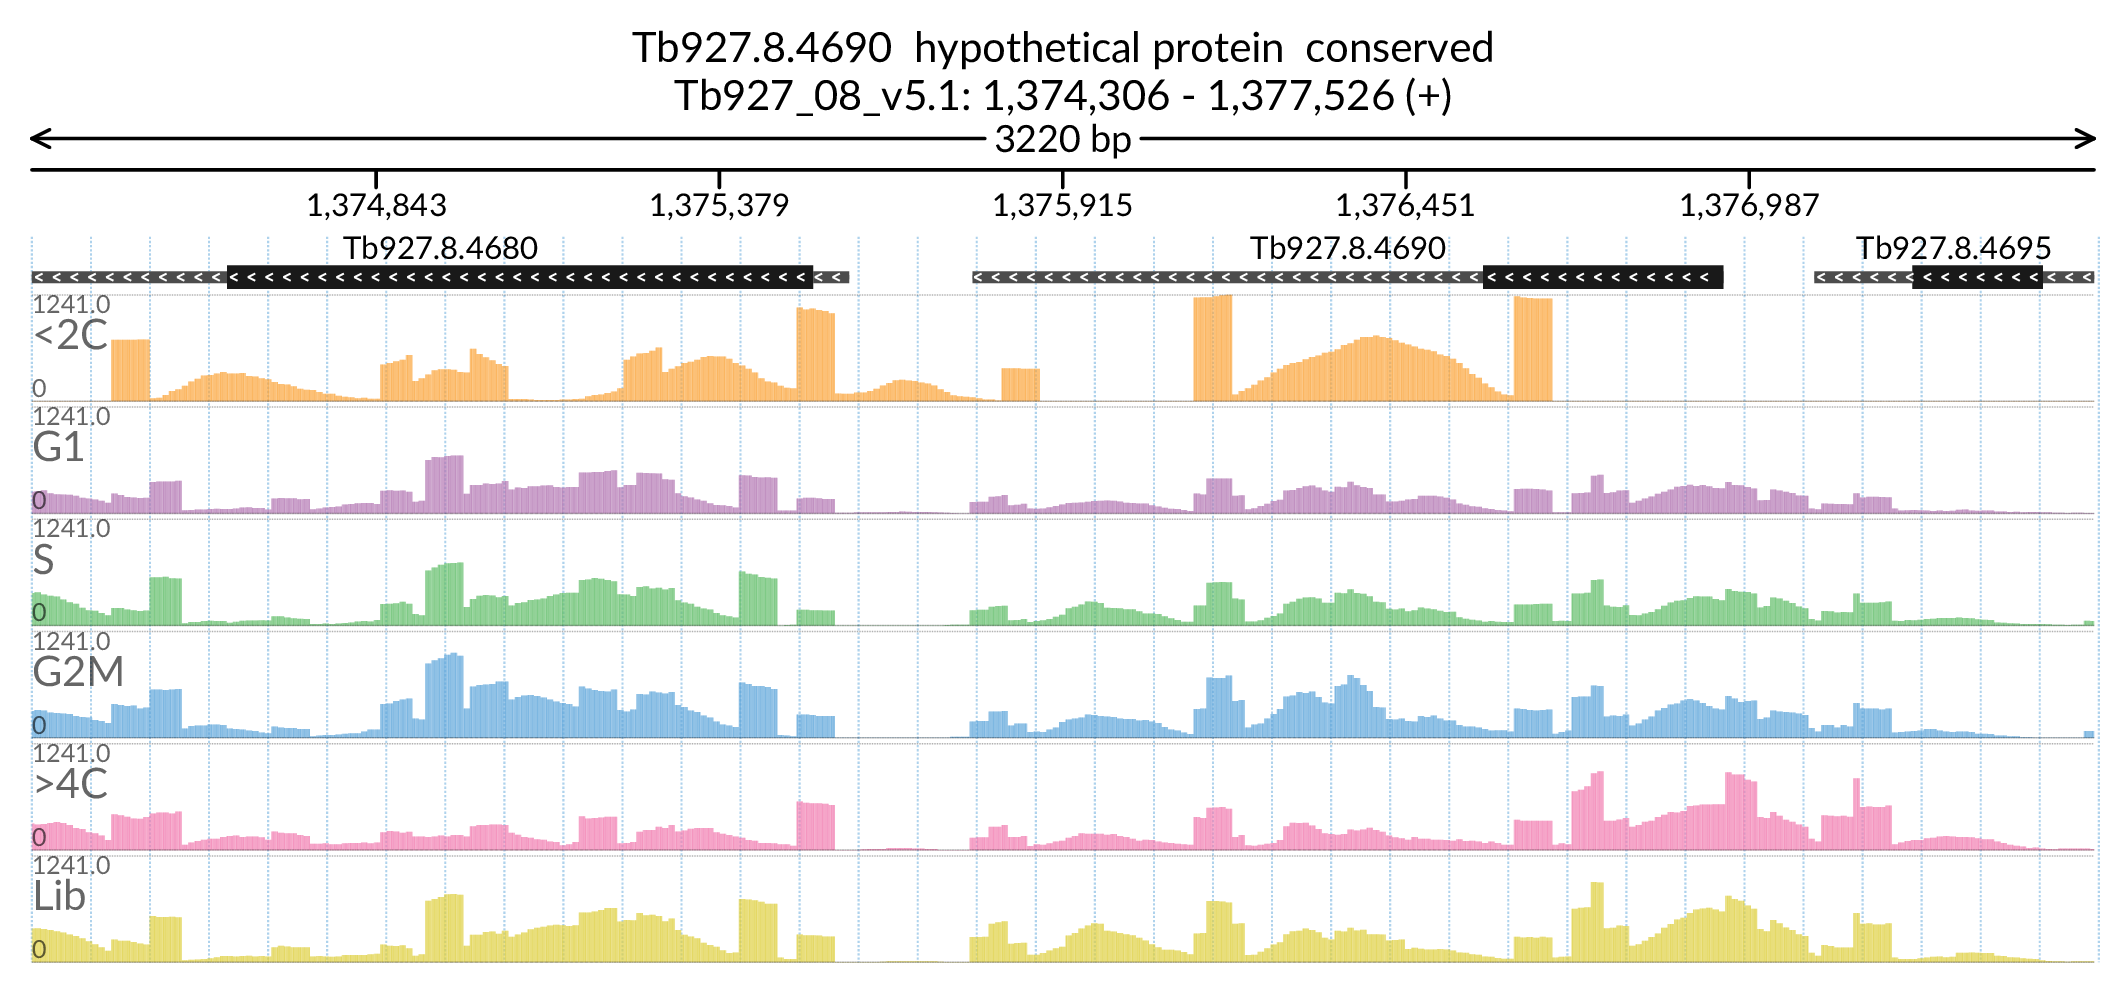 Tb927.8.4690 hypothetical protein conserved
Tb927_08_v5.1: 1,374,306 - 1,377,526 (+)
3220 bp
1,374,843 1,375,379 1,375,915 1,376,451 1,376,987
Tb927.8.4680 Tb927.8.4690 Tb927.8.4695
1241.0
<2C
0
1241.0
G1
0
1241.0
S
0
1241.0
G2M
0
1241.0
>4C
0
1241.0
Lib
0